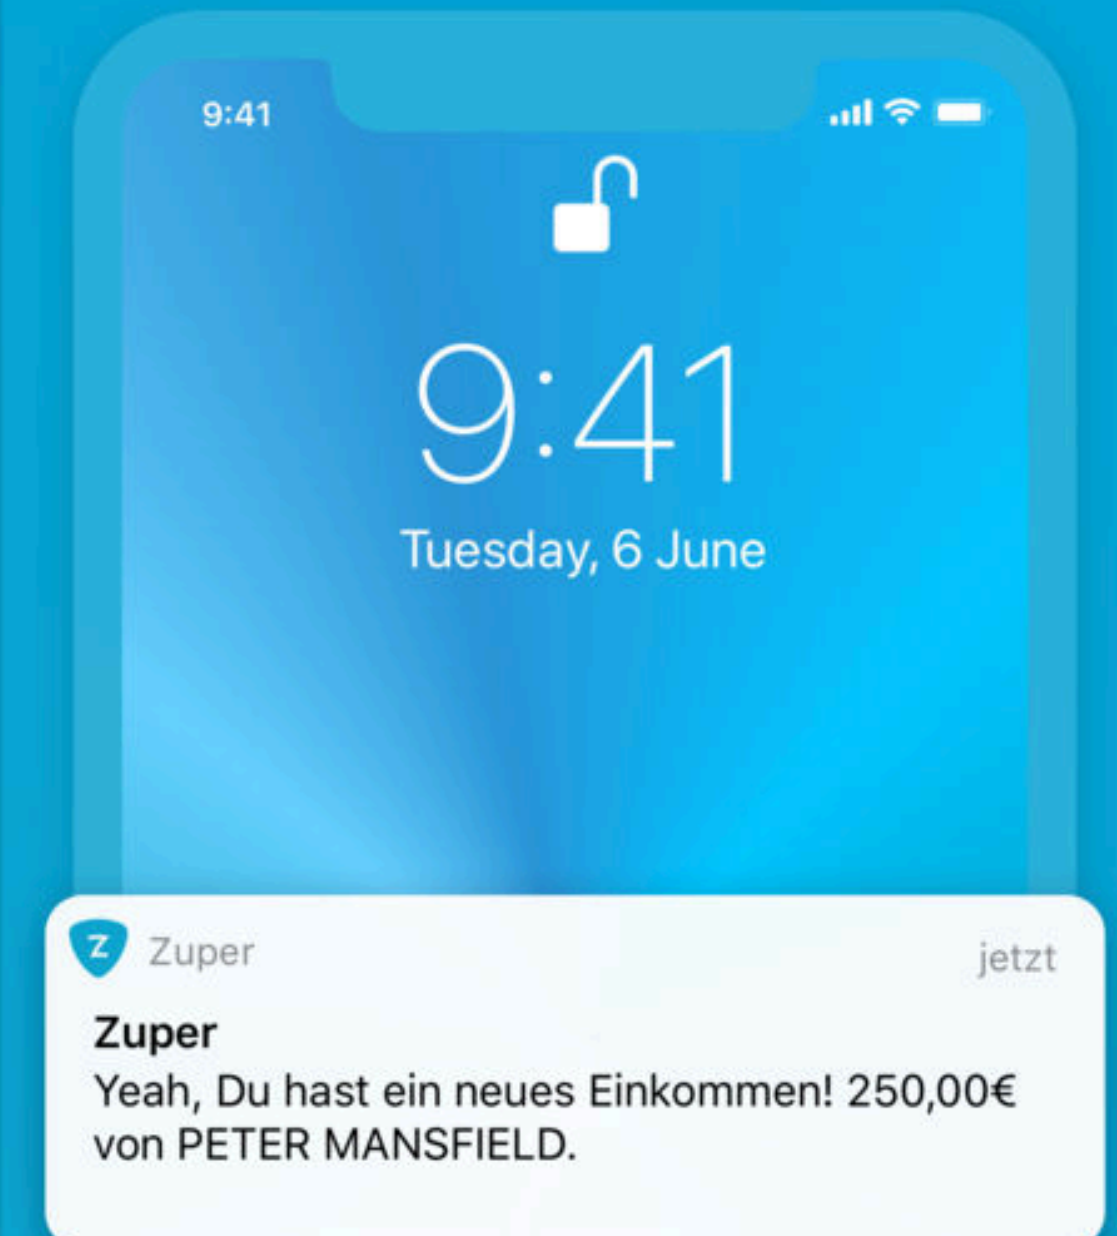 9:41
9:41
Tuesday, 6 June
Z Zuper
jetzt
Zuper
Yeah, Du hast ein neues Einkommen! 250,00€
von PETER MANSFIELD.